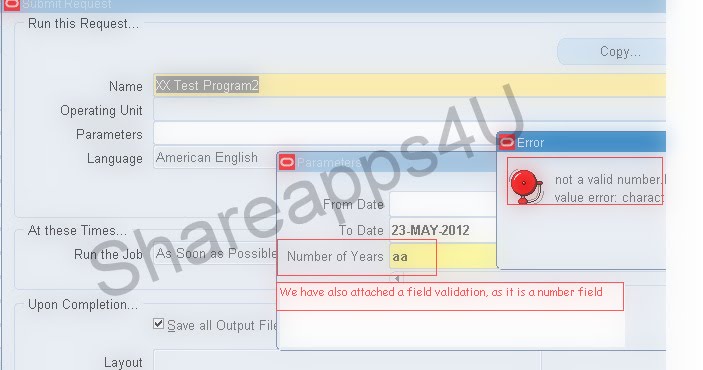 Submit Request
Run this Request...
Copy...
Name XX Test Program2
Operating Unit
Parameters
Language American English
Shareapps4U
Parameters
Error
not a valid number.
value error: charact
From Date
To Date 23-MAY-2012
Number of Years aa
We have also attached a field validation, as it is a number field
At these Times...
Run the Job As Soon as Possible
Upon Completion...
Save all Output File
Layout